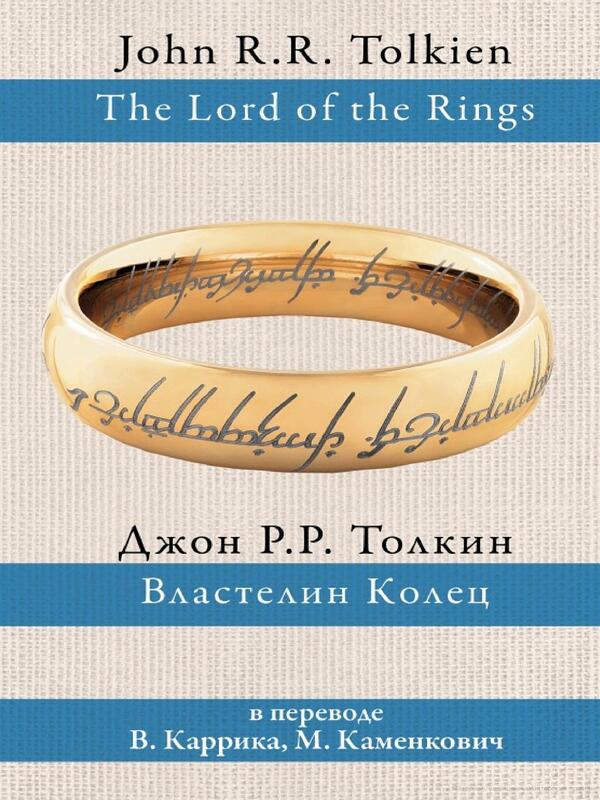 John R.R. Tolkien
The Lord of the Rings
Джон Р.Р. Толкин
Властелин Колец
в переводе
В. Каррика, М. Каменкович